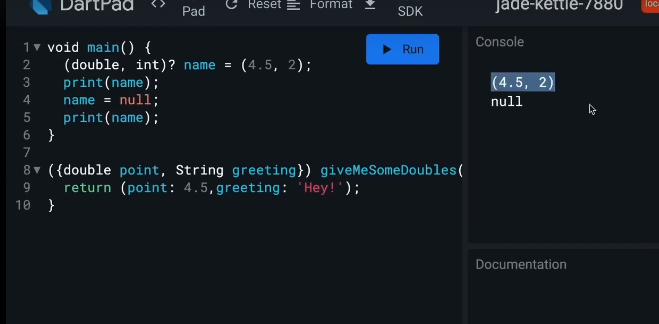 DartPad <> Pad Reset Format SDK jade-kettle-7880
Run
Console
1 void main() {
2 (double, int)? name = (4.5, 2);
3 print(name);
4 name = null;
5 print(name);
6 }
7
8 ({double point, String greeting}) giveMeSomeDoubles(
9 return (point: 4.5,greeting: 'Hey!');
10 }
(4.5, 2)
null
Documentation